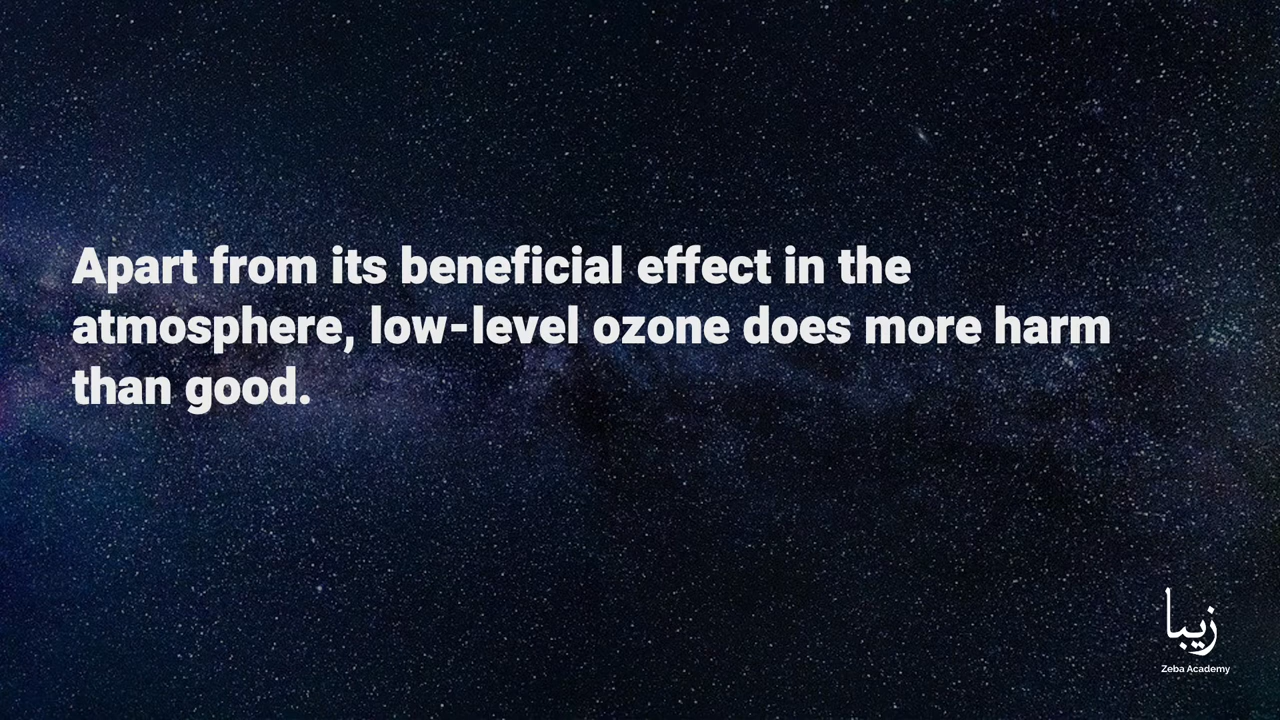 Apart from its beneficial effect in the
atmosphere, low-level ozone does more harm
than good.
زیبا
Zeba Academy